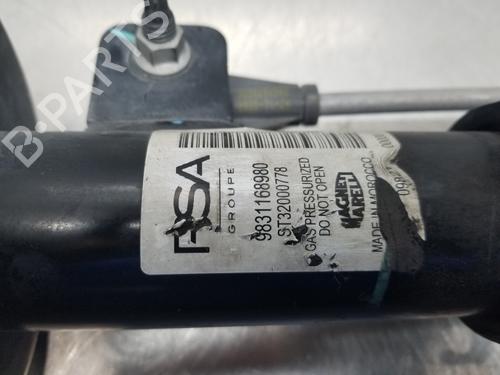 PSA
GROUPE
9831168980
ST32000778
GAS PRESSURIZED
DO NOT OPEN
MAGNETI
MARELLI
MADE IN MOROCCO
B-PARTS